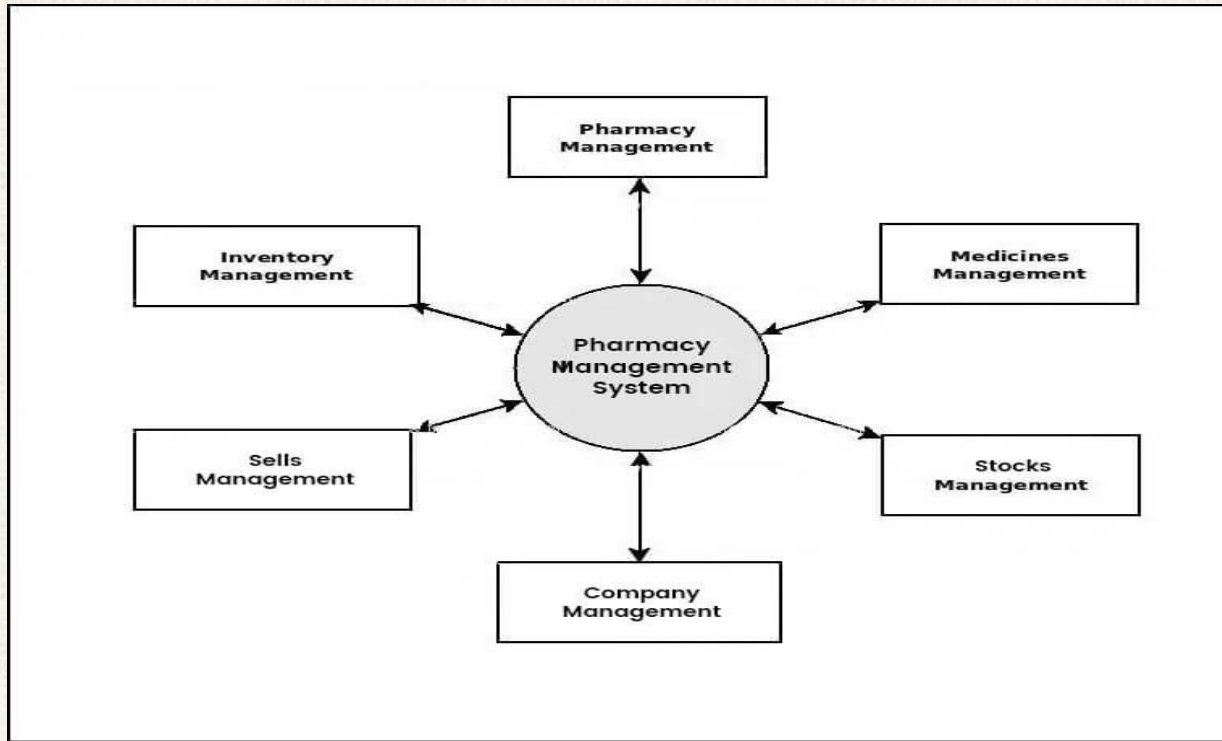 Pharmacy
Management
Inventory
Management
Medicines
Management
Pharmacy
Management
System
Sells
Management
Stocks
Management
Company
Management